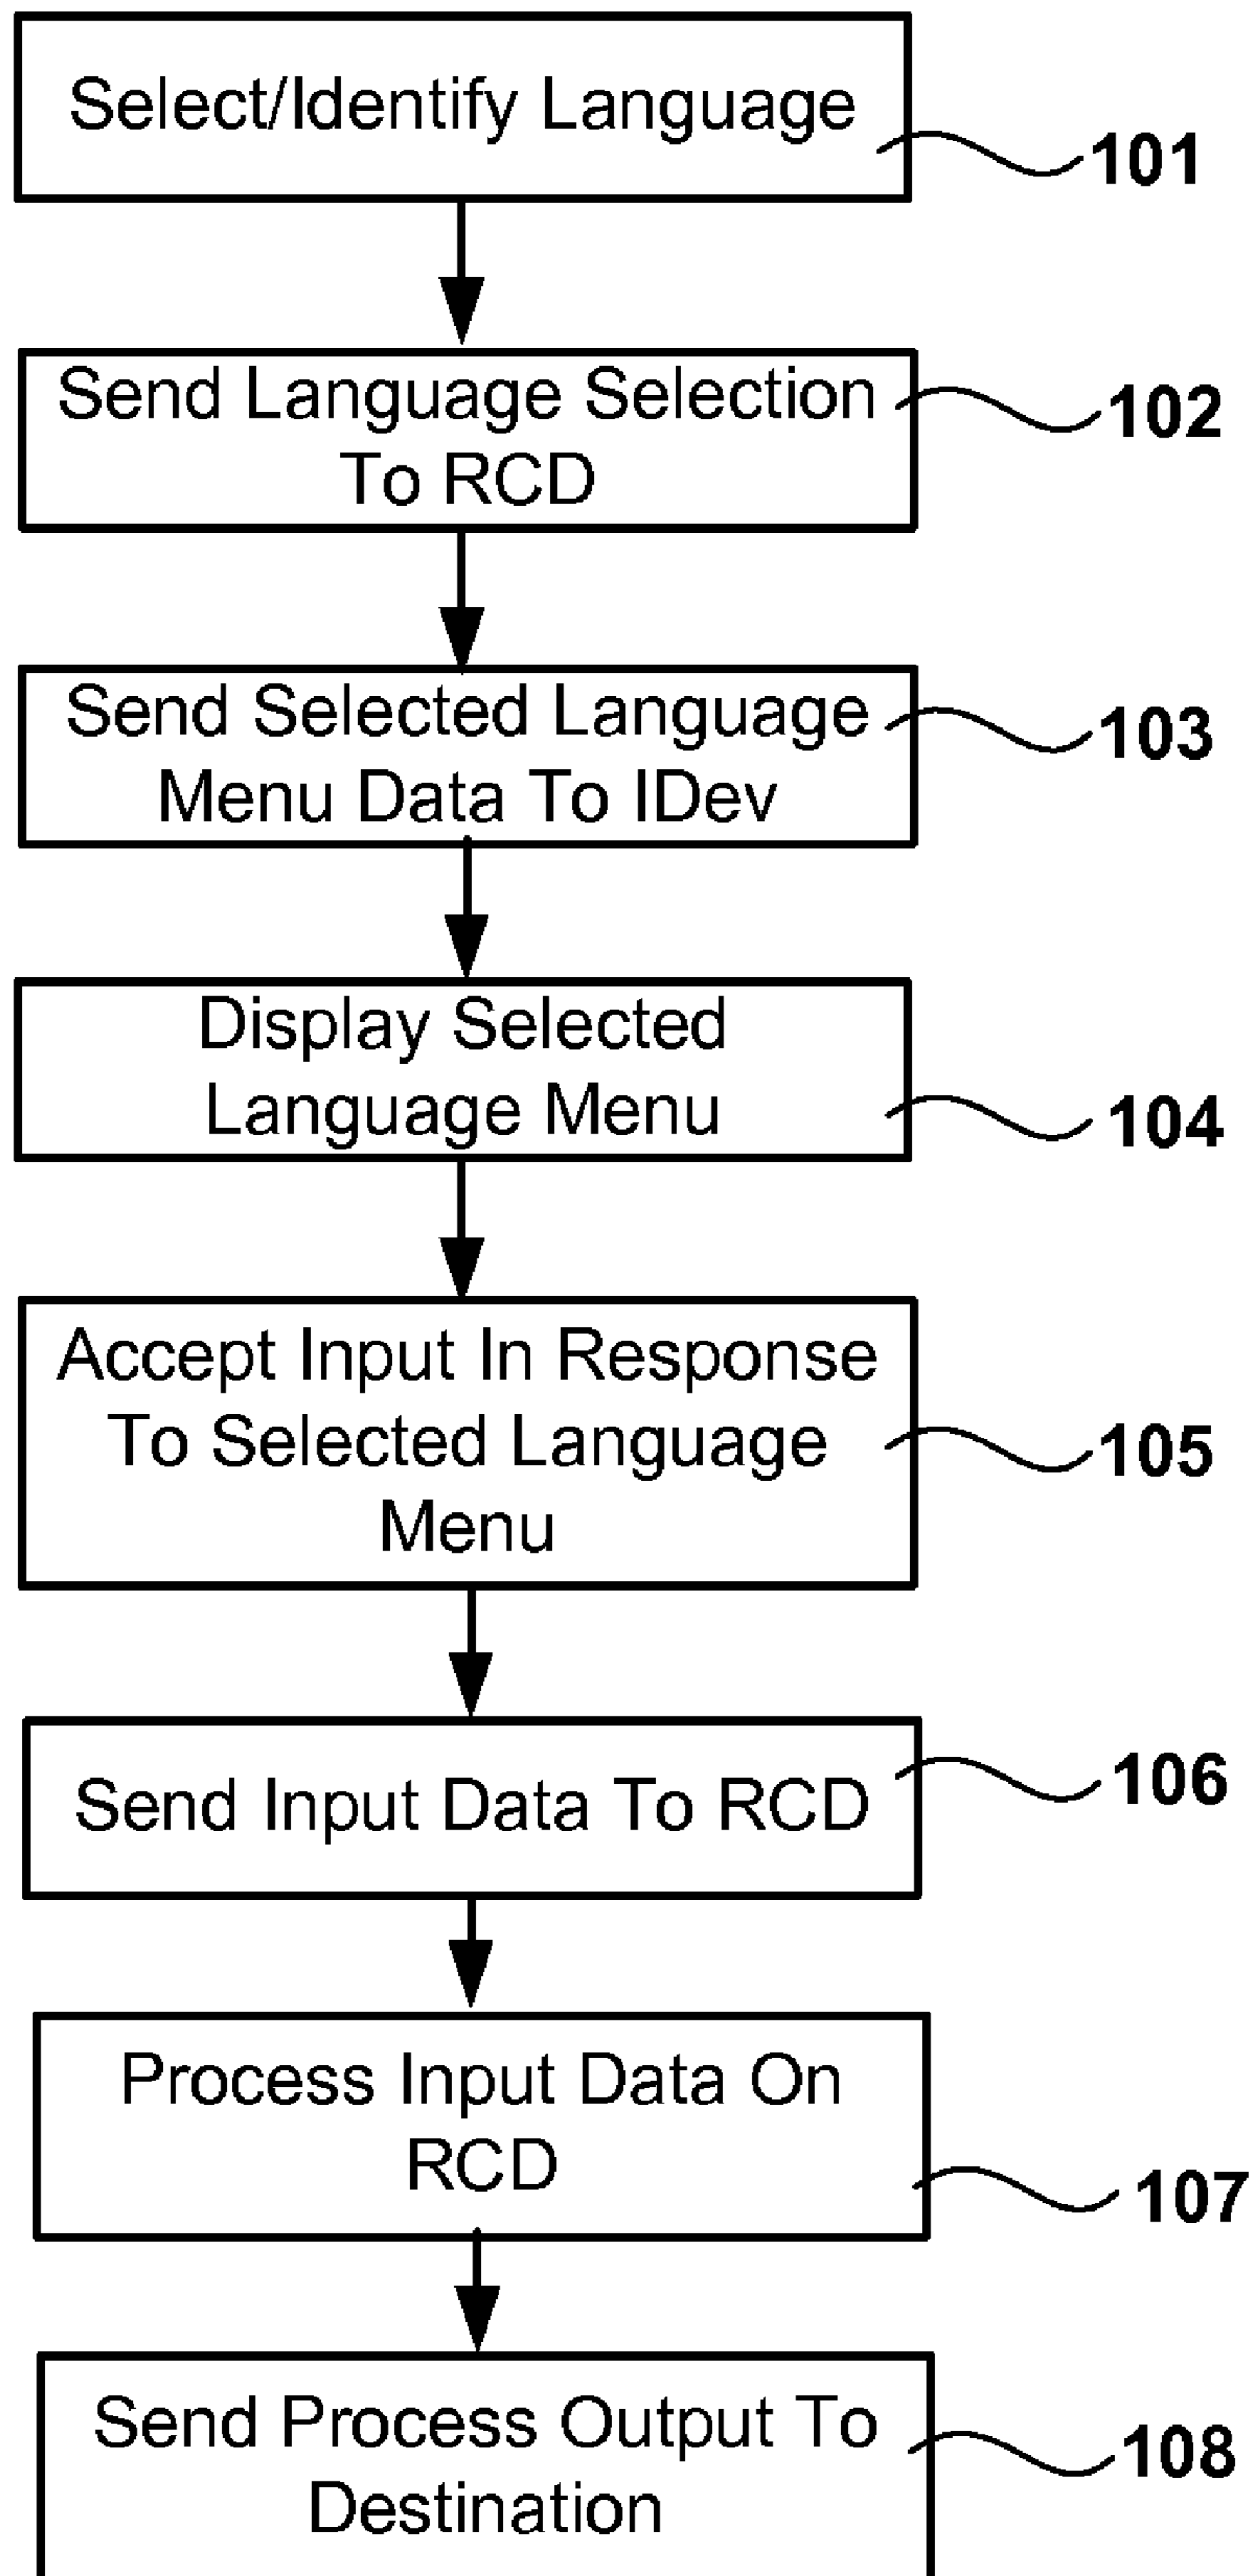 Select/Identify Language
101
Send Language Selection
To RCD
102
Send Selected Language
Menu Data To IDev
103
Display Selected
Language Menu
104
Accept Input In Response
To Selected Language
Menu
105
Send Input Data To RCD
106
Process Input Data On
RCD
107
Send Process Output To
Destination
108